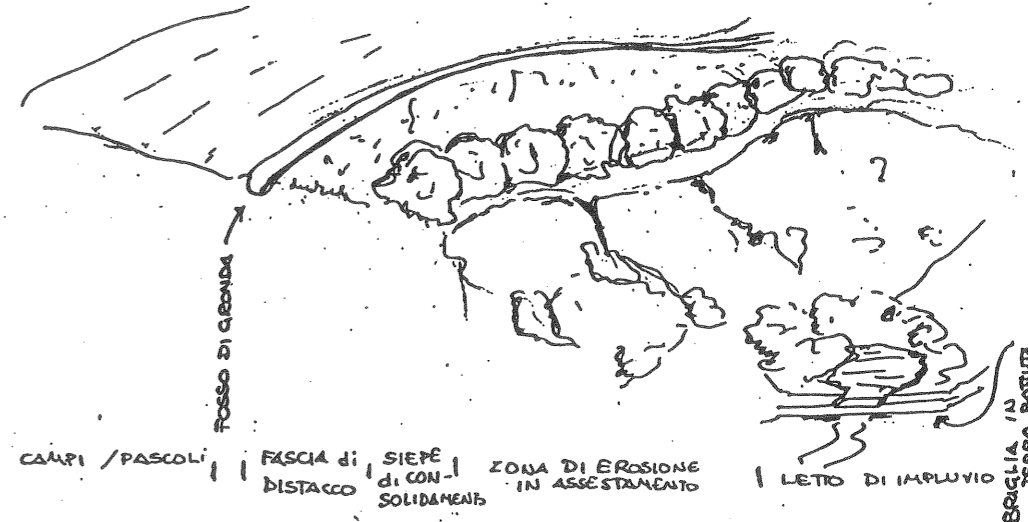 FOSSO DI GRONDA
CAMPI / PASCOLI
FASCIA di
DISTACCO
SIEPE
di CON-
SOLIDAMENTO
ZONA DI EROSIONE
IN ASSESTAMENTO
LETTO DI IMPLUVIO
BRIGLIA IN
TERRA BATTUTA